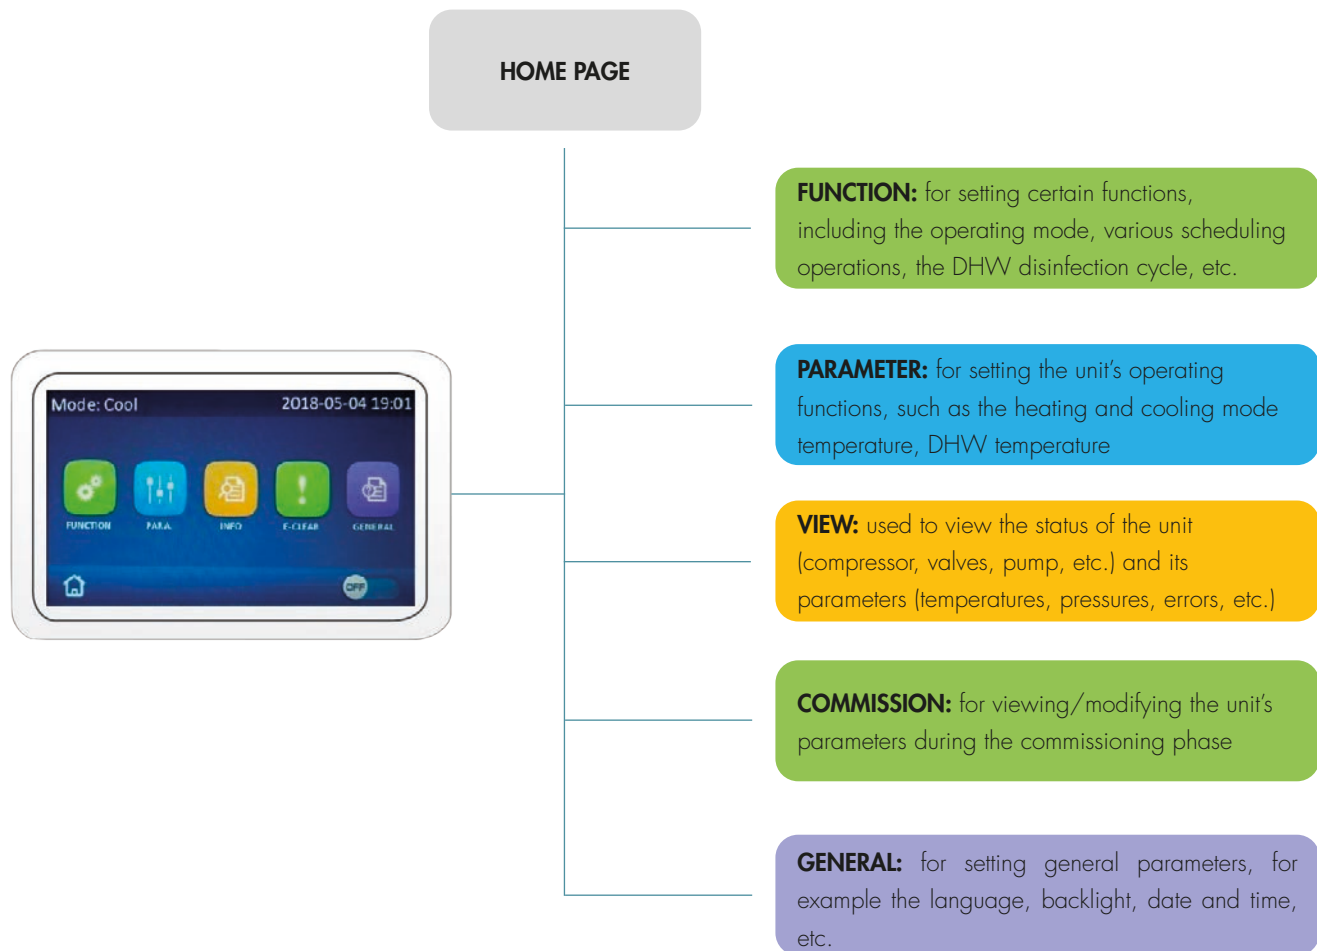 HOME PAGE
FUNCTION: for setting certain functions,
including the operating mode, various scheduling
operations, the DHW disinfection cycle, etc.
PARAMETER: for setting the unit's operating
functions, such as the heating and cooling mode
temperature, DHW temperature
Mode: Cool 2018-05-04 19:01
FUNCTION PARA. INFO E-CLEAR GENERAL
OFF
VIEW: used to view the status of the unit
(compressor, valves, pump, etc.) and its
parameters (temperatures, pressures, errors, etc.)
COMMISSION: for viewing/modifying the unit's
parameters during the commissioning phase
GENERAL: for setting general parameters, for
example the language, backlight, date and time,
etc.